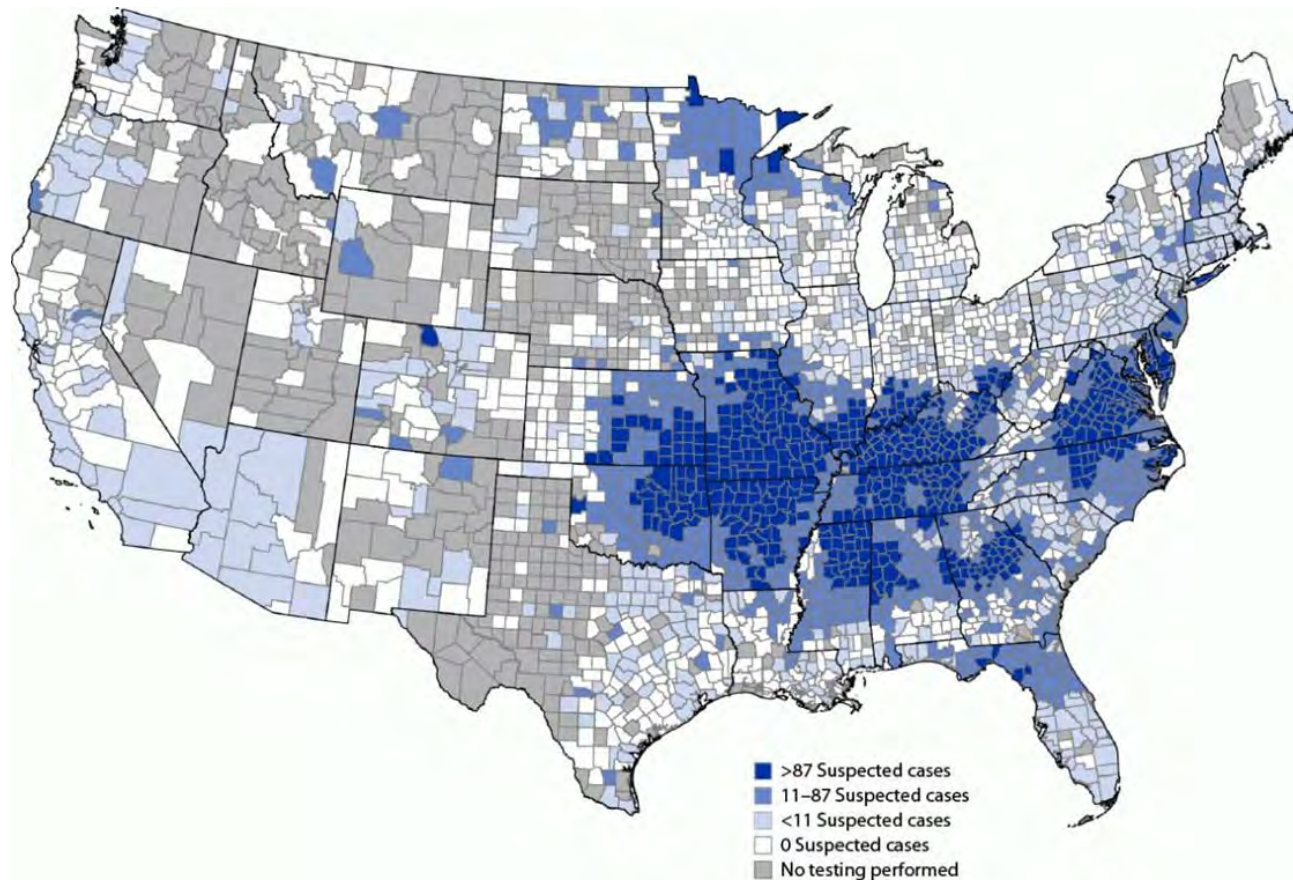 >87 Suspected cases
11–87 Suspected cases
<11 Suspected cases
0 Suspected cases
No testing performed